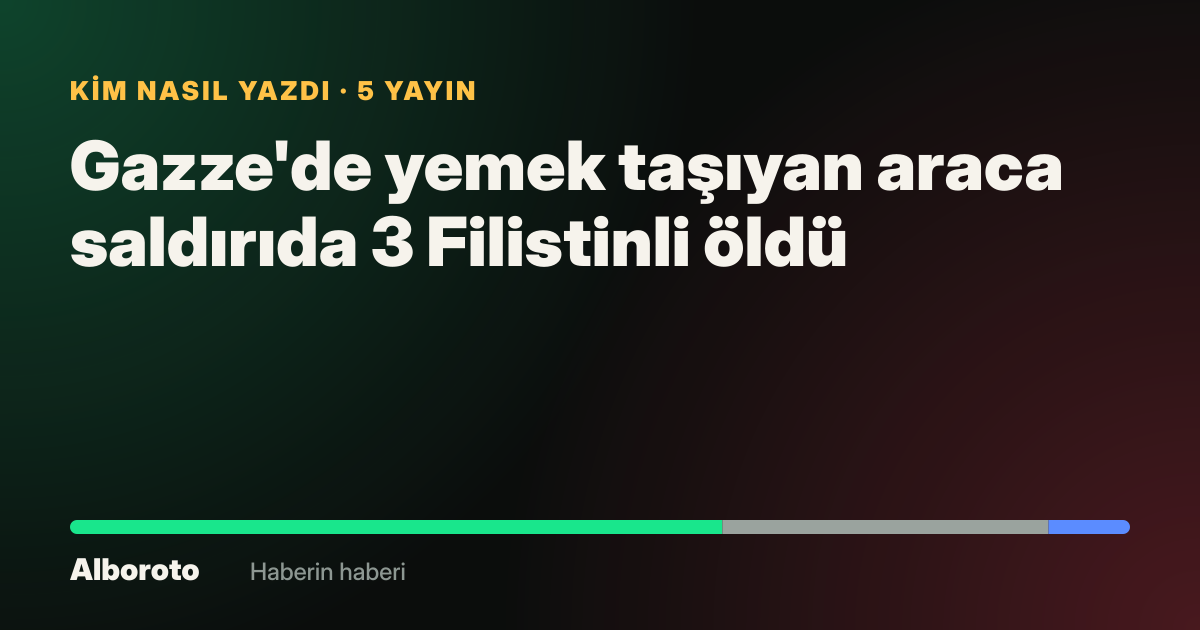 KİM NASIL YAZDI · 5 YAYIN
Gazze'de yemek taşıyan araca
saldırıda 3 Filistinli öldü
Alboroto
Haberin haberi